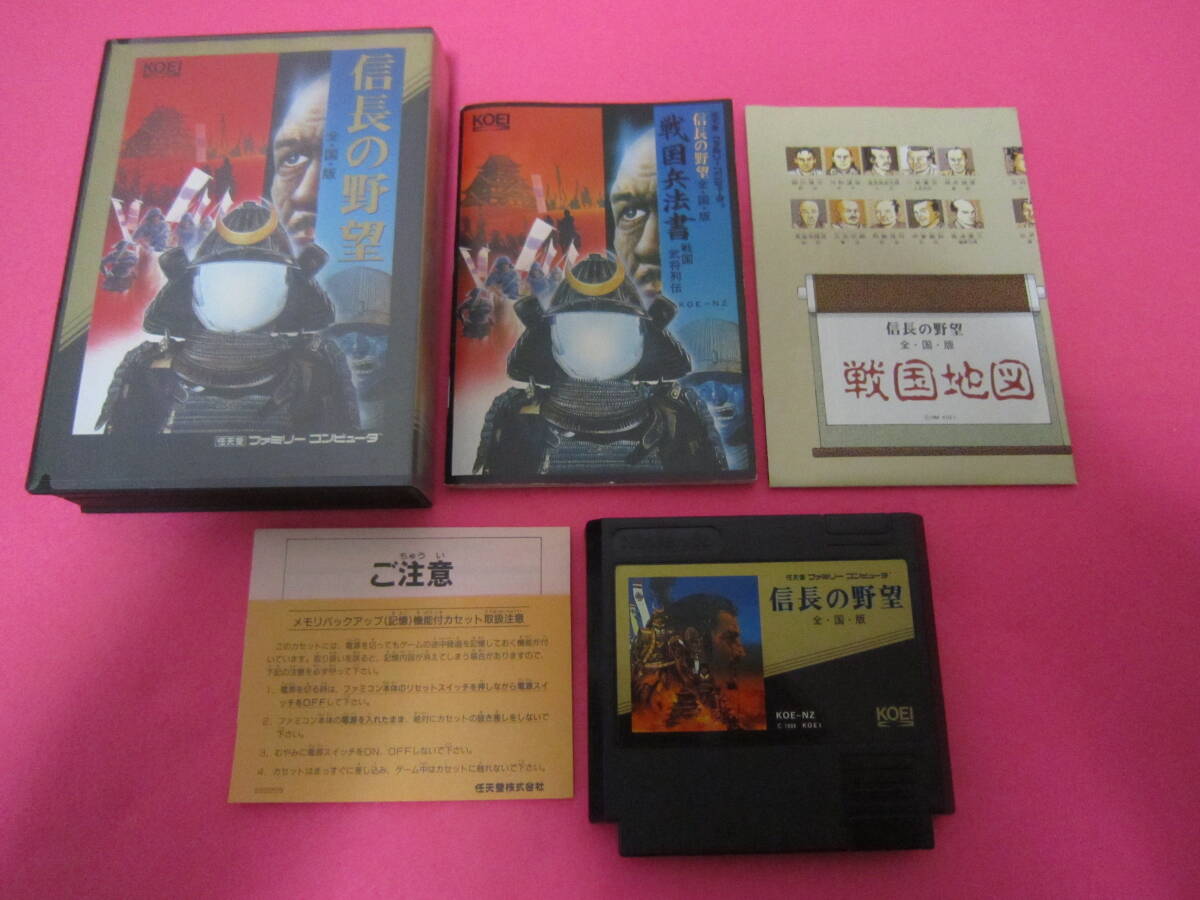 KOEI
信長の野望
全・国・版
任天堂 ファミリー コンピュータ
KOEI
信長の野望 全・国・版
戦国兵法書
戦国
武将列伝
KOE-NZ
信長の野望
全・国・版
戦国地図
ちゅう い
ご注意
メモリバックアップ(記憶)機能付カセット取扱注意
このカセットには、電源を切ってもゲームの途中経過を記憶しておく機能が付
いています。取り扱いを誤ると、記憶内容が消えてしまう場合がありますので、
下記の注意を必ずやって下さい。
1. 電源を切る時は、ファミコン本体のリセットスイッチを押しながら電源スイ
ッチをOFFして下さい。
2. ファミコン本体の電源を入れたまま、絶対にカセットの抜き差しをしないで
下さい。
3. むやみに電源スイッチをON、OFFしないで下さい。
4. カセットはまっすぐに差し込み、ゲーム中はカセットに触れないで下さい。
任天堂株式会社
任天堂 ファミリー コンピュータ
信長の野望
全・国・版
KOE-NZ
KOEI